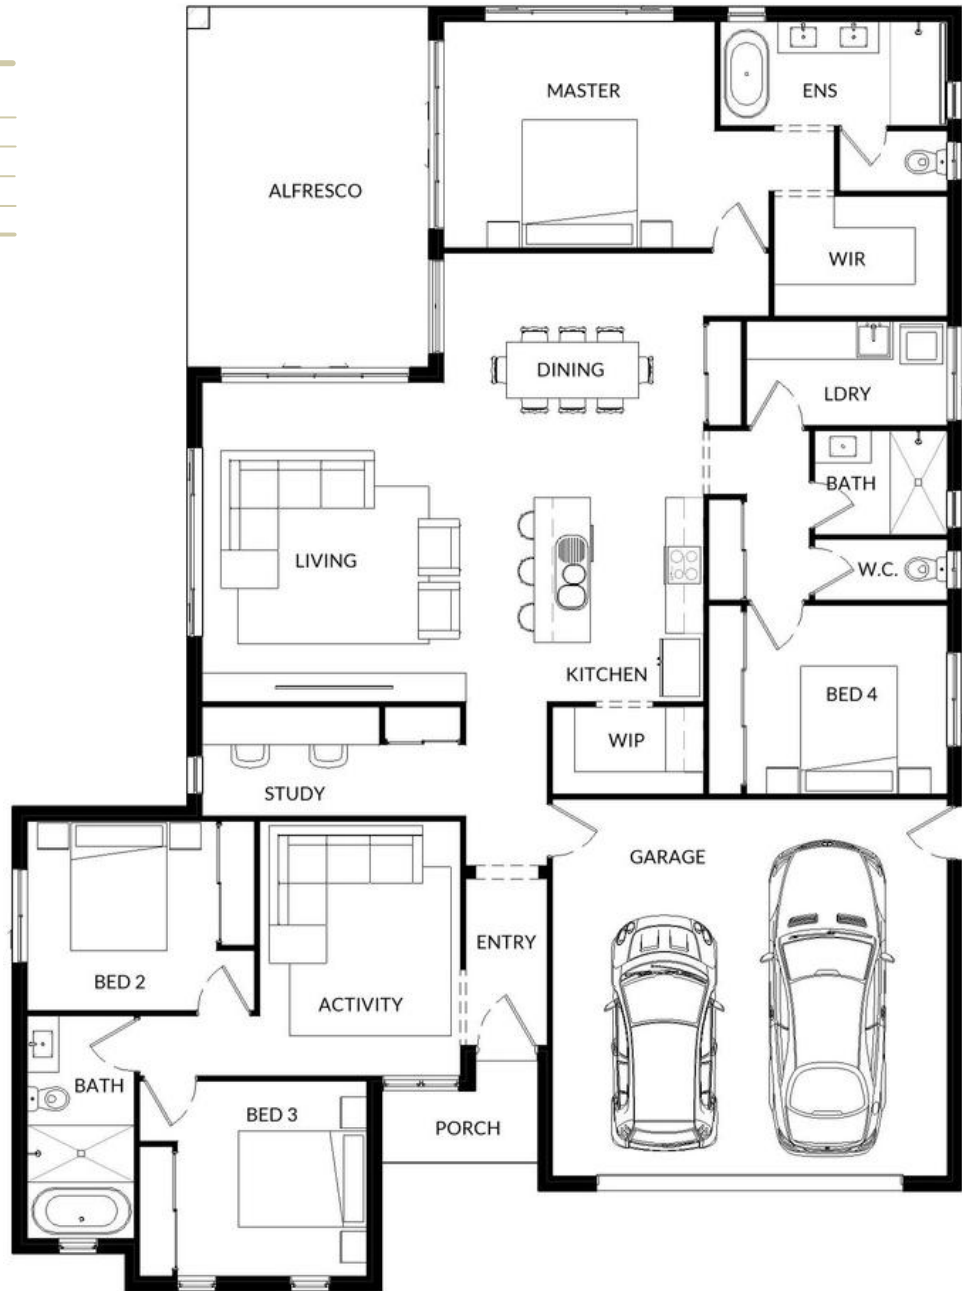 MASTER
ENS
ALFRESCO
WIR
DINING
LDRY
BATH
LIVING
W.C.
KITCHEN
BED 4
WIP
STUDY
GARAGE
ENTRY
BED 2
ACTIVITY
BATH
BED 3
PORCH